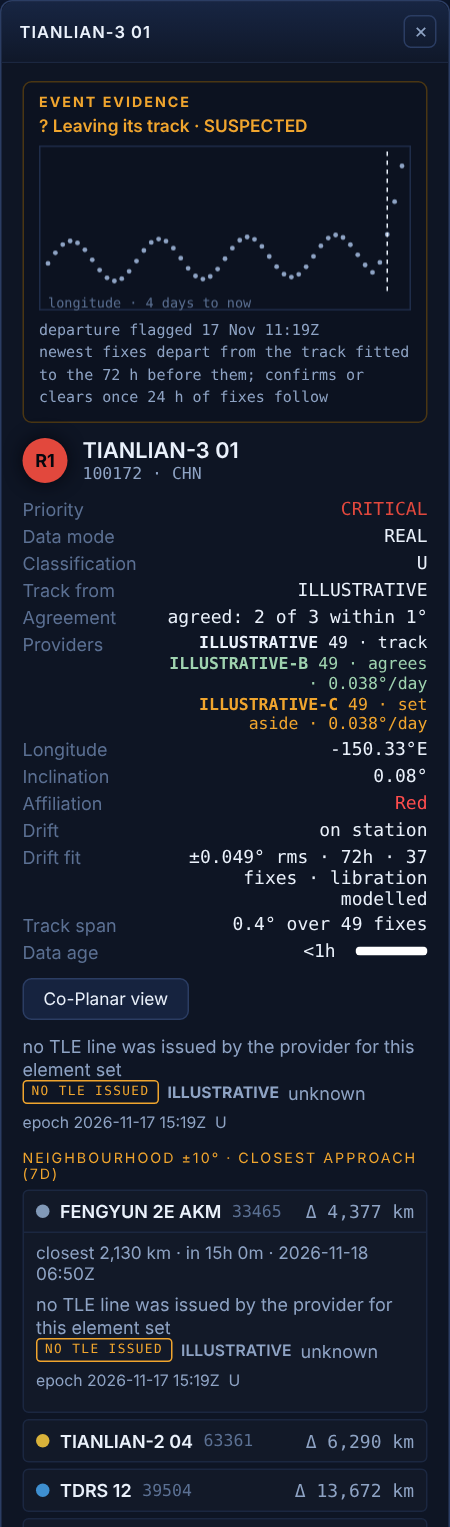 TIANLIAN-3 01
✕
EVENT EVIDENCE
? Leaving its track · SUSPECTED
longitude · 4 days to now
departure flagged 17 Nov 11:19Z
newest fixes depart from the track fitted
to the 72 h before them; confirms or
clears once 24 h of fixes follow
R1
TIANLIAN-3 01
100172 · CHN
Priority CRITICAL
Data mode REAL
Classification U
Track from ILLUSTRATIVE
Agreement agreed: 2 of 3 within 1°
Providers ILLUSTRATIVE 49 · track
ILLUSTRATIVE-B 49 · agrees
· 0.038°/day
ILLUSTRATIVE-C 49 · set
aside · 0.038°/day
Longitude -150.33°E
Inclination 0.08°
Affiliation Red
Drift on station
Drift fit ±0.049° rms · 72h · 37
fixes · libration
modelled
Track span 0.4° over 49 fixes
Data age <1h
Co-Planar view
no TLE line was issued by the provider for this
element set
NO TLE ISSUED ILLUSTRATIVE unknown
epoch 2026-11-17 15:19Z U
NEIGHBOURHOOD ±10° · CLOSEST APPROACH
(7D)
FENGYUN 2E AKM 33465 Δ 4,377 km
closest 2,130 km · in 15h 0m · 2026-11-18
06:50Z
no TLE line was issued by the provider for
this element set
NO TLE ISSUED ILLUSTRATIVE unknown
epoch 2026-11-17 15:19Z U
TIANLIAN-2 04 63361 Δ 6,290 km
TDRS 12 39504 Δ 13,672 km